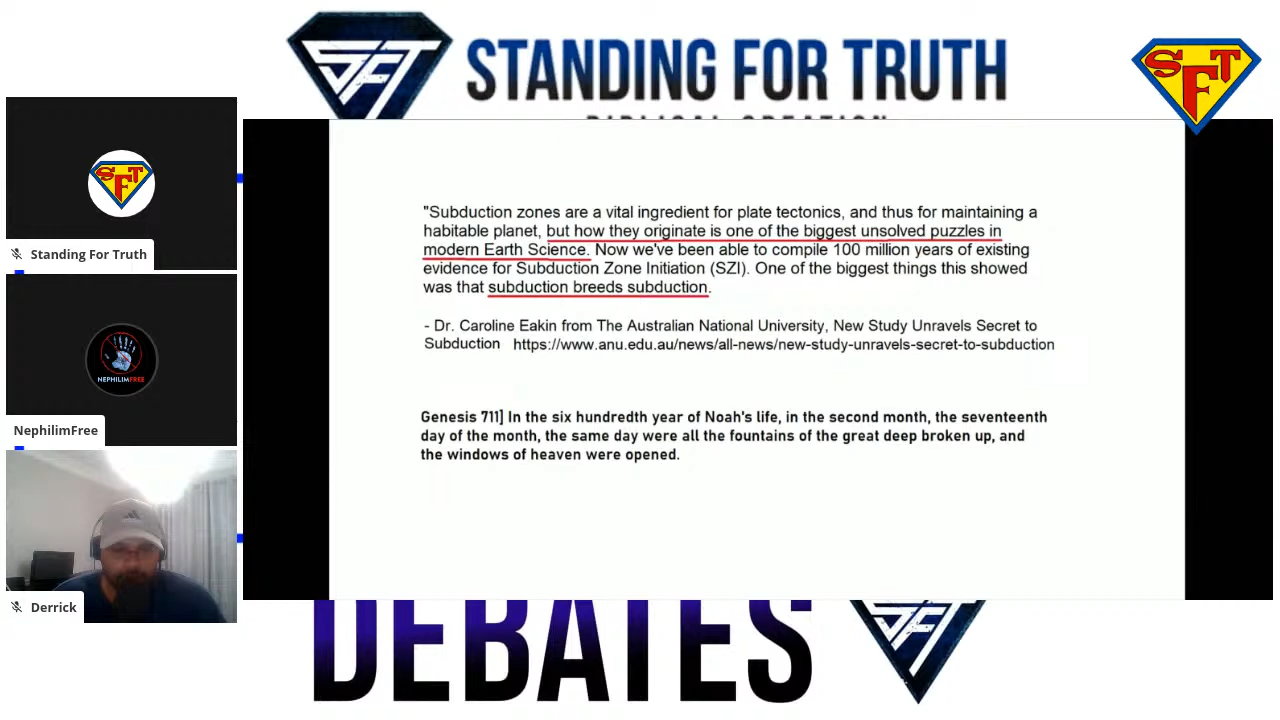 SFT
STANDING FOR TRUTH
BIBLICAL CREATION
SFT
SFT
Standing For Truth
NEPHILIMFREE
NephilimFree
Derrick
"Subduction zones are a vital ingredient for plate tectonics, and thus for maintaining a
habitable planet, but how they originate is one of the biggest unsolved puzzles in
modern Earth Science. Now we've been able to compile 100 million years of existing
evidence for Subduction Zone Initiation (SZI). One of the biggest things this showed
was that subduction breeds subduction.
- Dr. Caroline Eakin from The Australian National University, New Study Unravels Secret to
Subduction https://www.anu.edu.au/news/all-news/new-study-unravels-secret-to-subduction
Genesis 711] In the six hundredth year of Noah's life, in the second month, the seventeenth
day of the month, the same day were all the fountains of the great deep broken up, and
the windows of heaven were opened.
DEBATES
SFT